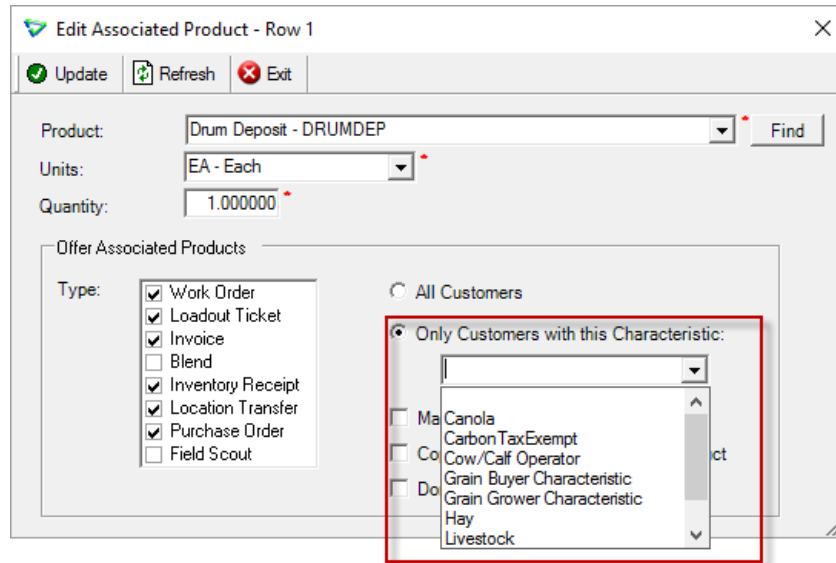 Edit Associated Product - Row 1
Update Refresh Exit
Product: Drum Deposit - DRUMDEP * Find
Units: EA - Each *
Quantity: 1.000000 *
Offer Associated Products
Type:
Work Order
Loadout Ticket
Invoice
Blend
Inventory Receipt
Location Transfer
Purchase Order
Field Scout
All Customers
Only Customers with this Characteristic:
Canola
CarbonTaxExempt
Cow/Calf Operator
Grain Buyer Characteristic
Grain Grower Characteristic
Hay
Livestock